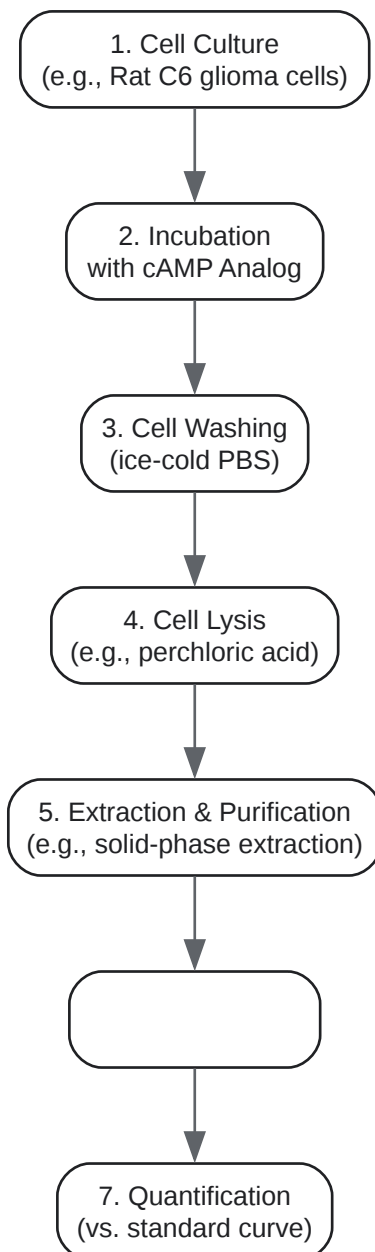 1. Cell Culture
(e.g., Rat C6 glioma cells)
2. Incubation
with cAMP Analog
3. Cell Washing
(ice-cold PBS)
4. Cell Lysis
(e.g., perchloric acid)
5. Extraction & Purification
(e.g., solid-phase extraction)
7. Quantification
(vs. standard curve)